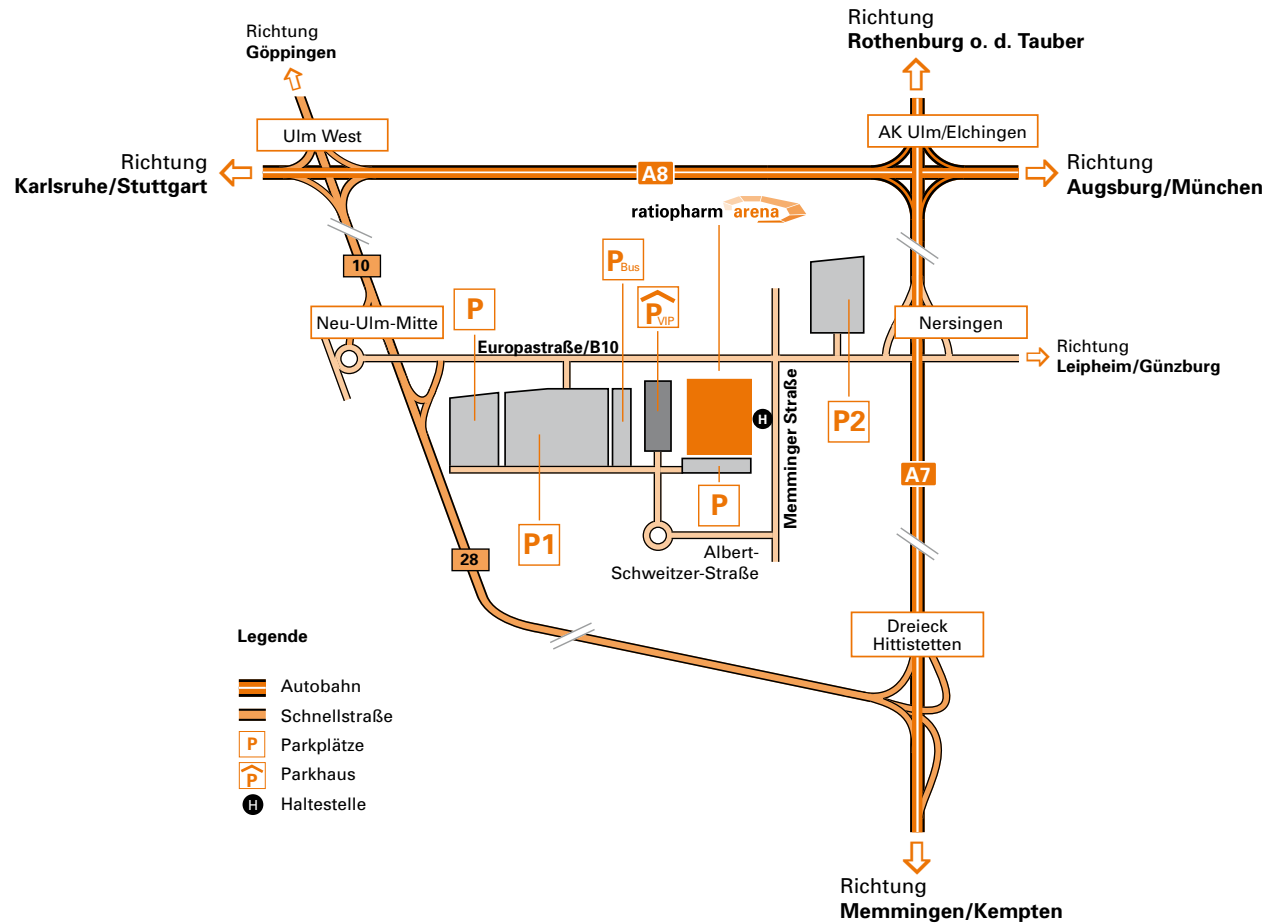 Richtung
Rothenburg o. d. Tauber
Richtung
Göppingen
Ulm West
AK Ulm/Elchingen
Richtung
Karlsruhe/Stuttgart
A8
Richtung
Augsburg/München
ratiopharm arena
10
P
P Bus
P VIP
Neu-Ulm-Mitte
Nersingen
Europastraße/B10
Richtung
Leipheim/Günzburg
Memminger Straße
H
P2
A7
P
P1
28
Albert-
Schweitzer-Straße
Dreieck
Hittistetten
Legende
Autobahn
Schnellstraße
P Parkplätze
P Parkhaus
H Haltestelle
Richtung
Memmingen/Kempten